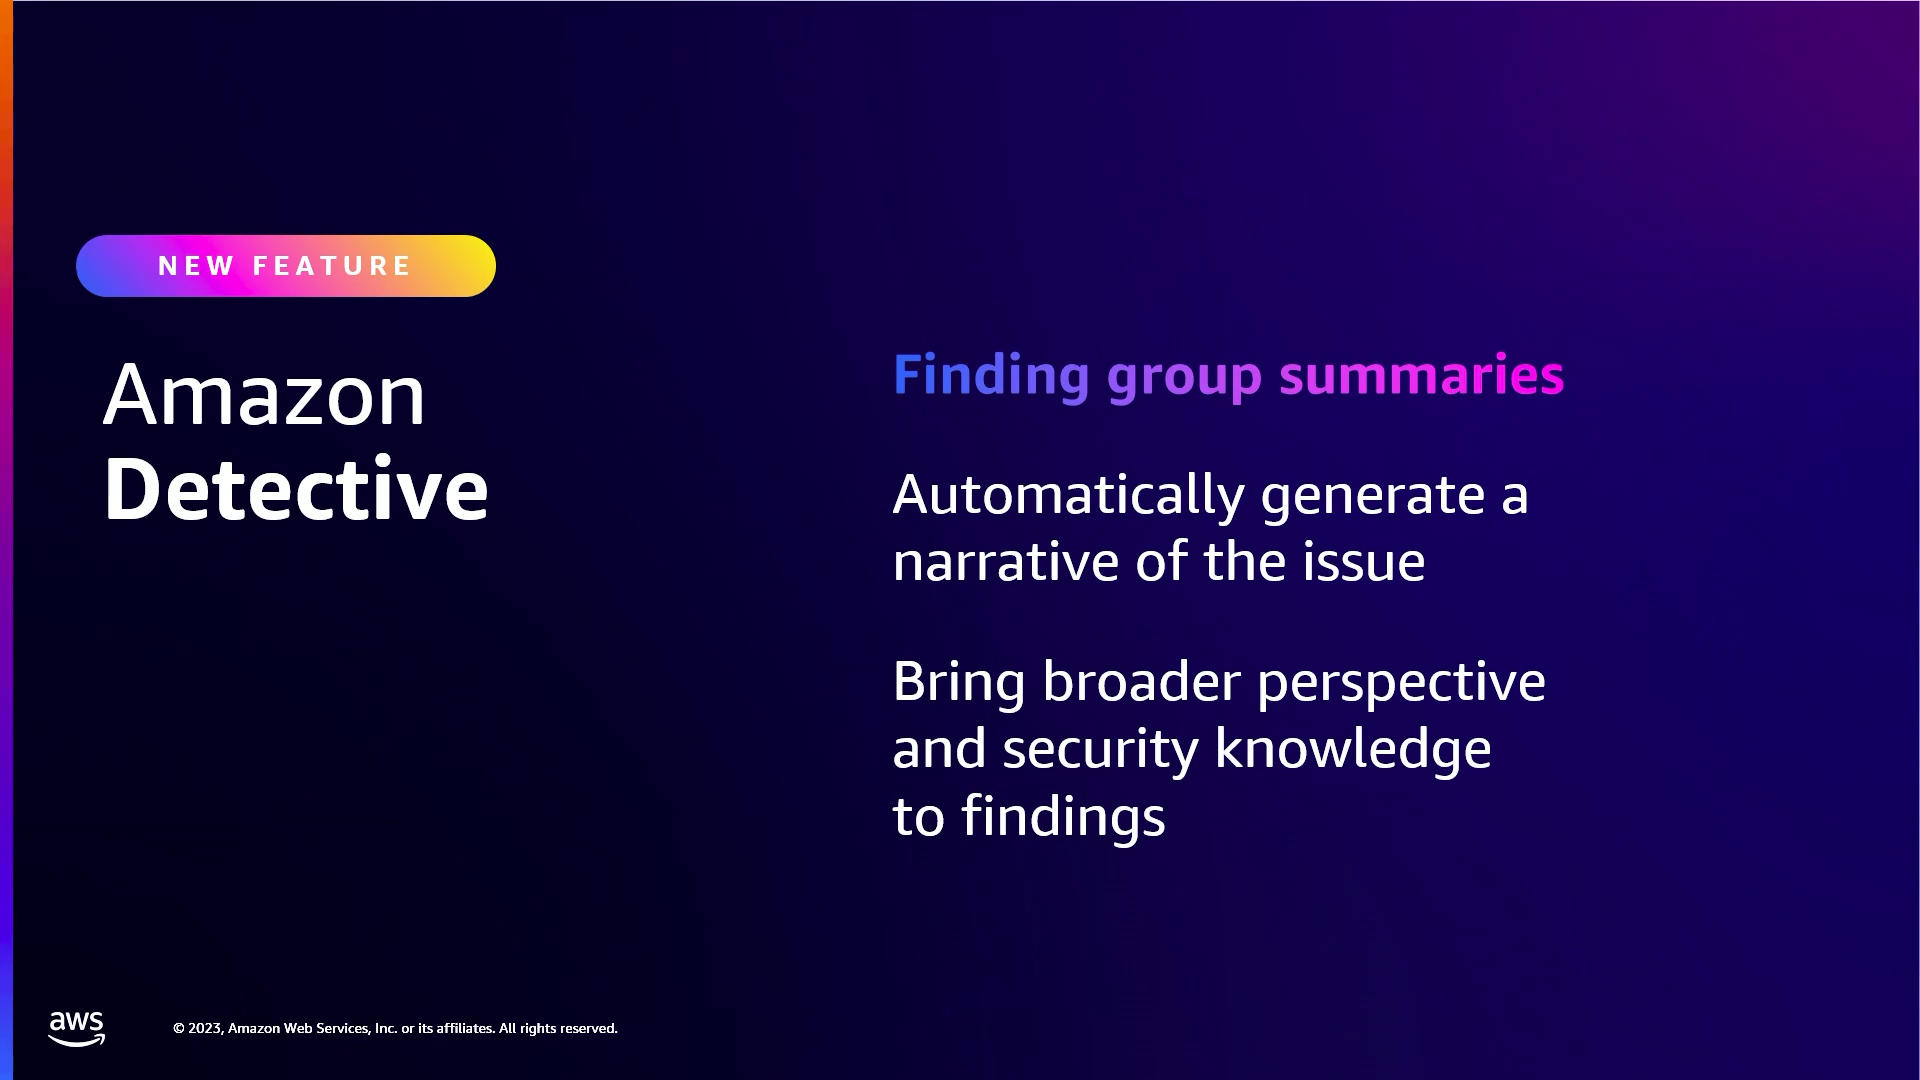 NEW FEATURE
Amazon
Detective
Finding group summaries
Automatically generate a
narrative of the issue
Bring broader perspective
and security knowledge
to findings
aws
© 2023, Amazon Web Services, Inc. or its affiliates. All rights reserved.